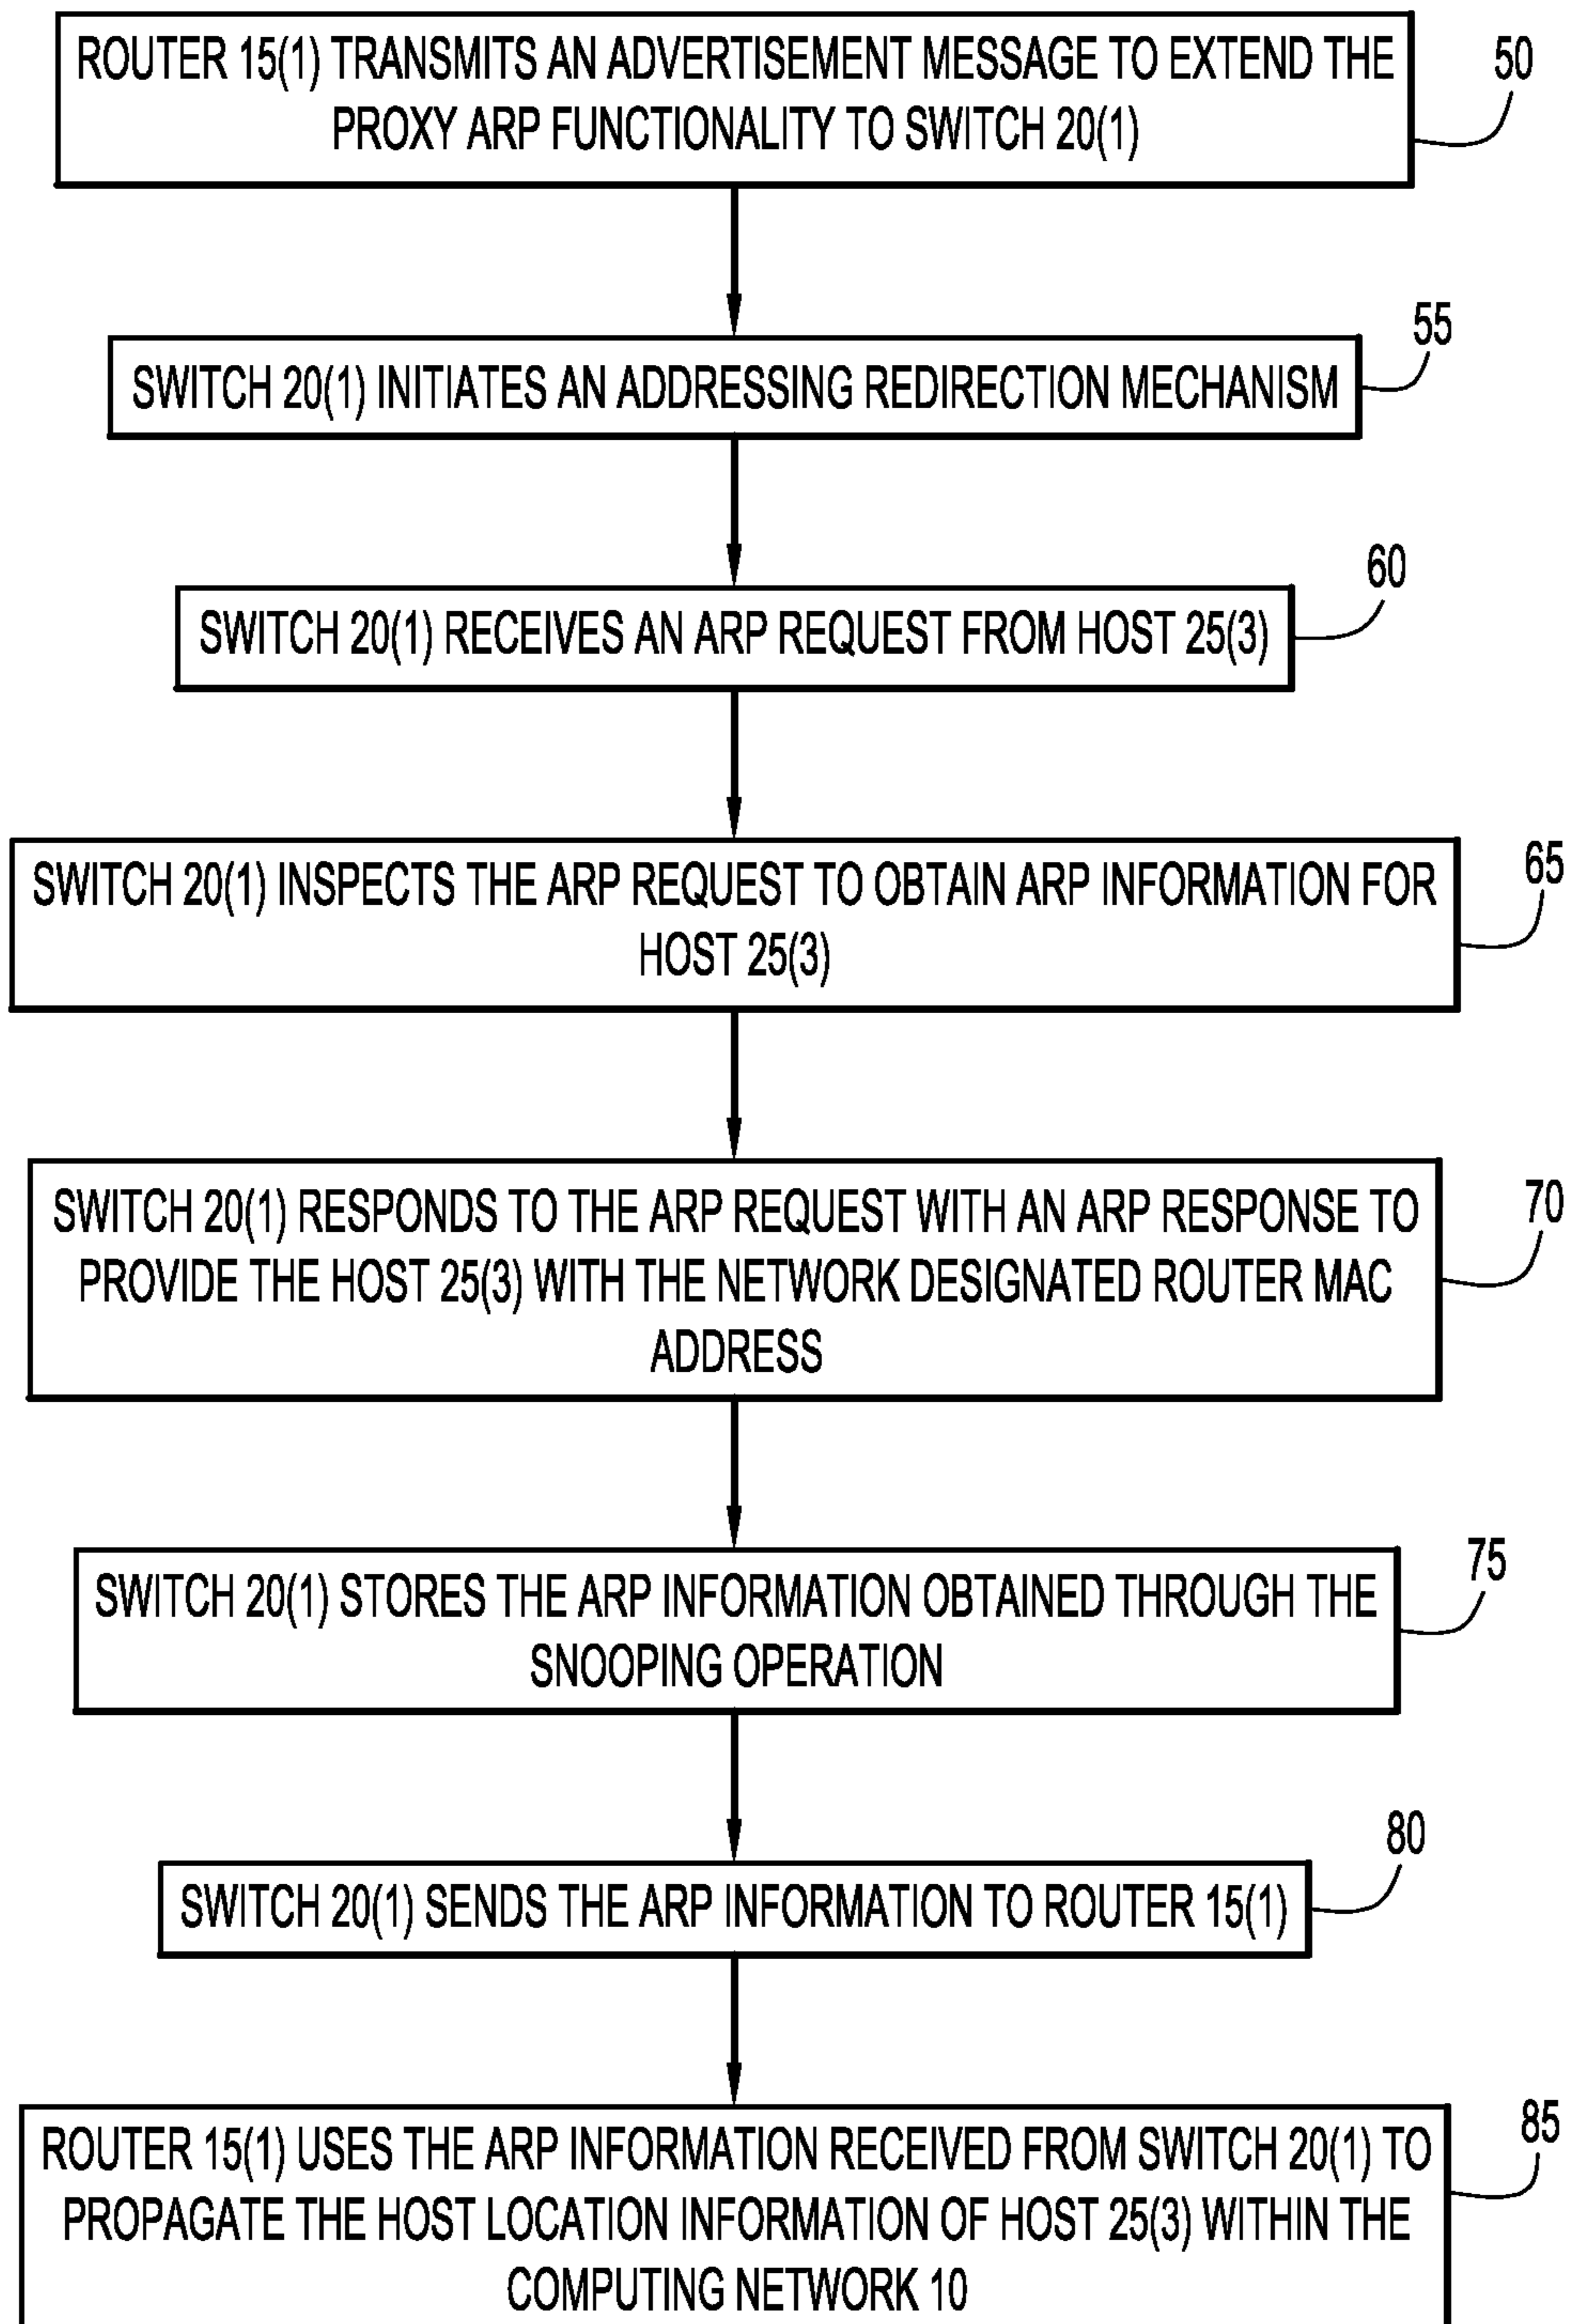 ROUTER 15(1) TRANSMITS AN ADVERTISEMENT MESSAGE TO EXTEND THE
PROXY ARP FUNCTIONALITY TO SWITCH 20(1)
50
SWITCH 20(1) INITIATES AN ADDRESSING REDIRECTION MECHANISM
55
SWITCH 20(1) RECEIVES AN ARP REQUEST FROM HOST 25(3)
60
SWITCH 20(1) INSPECTS THE ARP REQUEST TO OBTAIN ARP INFORMATION FOR
HOST 25(3)
65
SWITCH 20(1) RESPONDS TO THE ARP REQUEST WITH AN ARP RESPONSE TO
PROVIDE THE HOST 25(3) WITH THE NETWORK DESIGNATED ROUTER MAC
ADDRESS
70
SWITCH 20(1) STORES THE ARP INFORMATION OBTAINED THROUGH THE
SNOOPING OPERATION
75
SWITCH 20(1) SENDS THE ARP INFORMATION TO ROUTER 15(1)
80
ROUTER 15(1) USES THE ARP INFORMATION RECEIVED FROM SWITCH 20(1) TO
PROPAGATE THE HOST LOCATION INFORMATION OF HOST 25(3) WITHIN THE
COMPUTING NETWORK 10
85